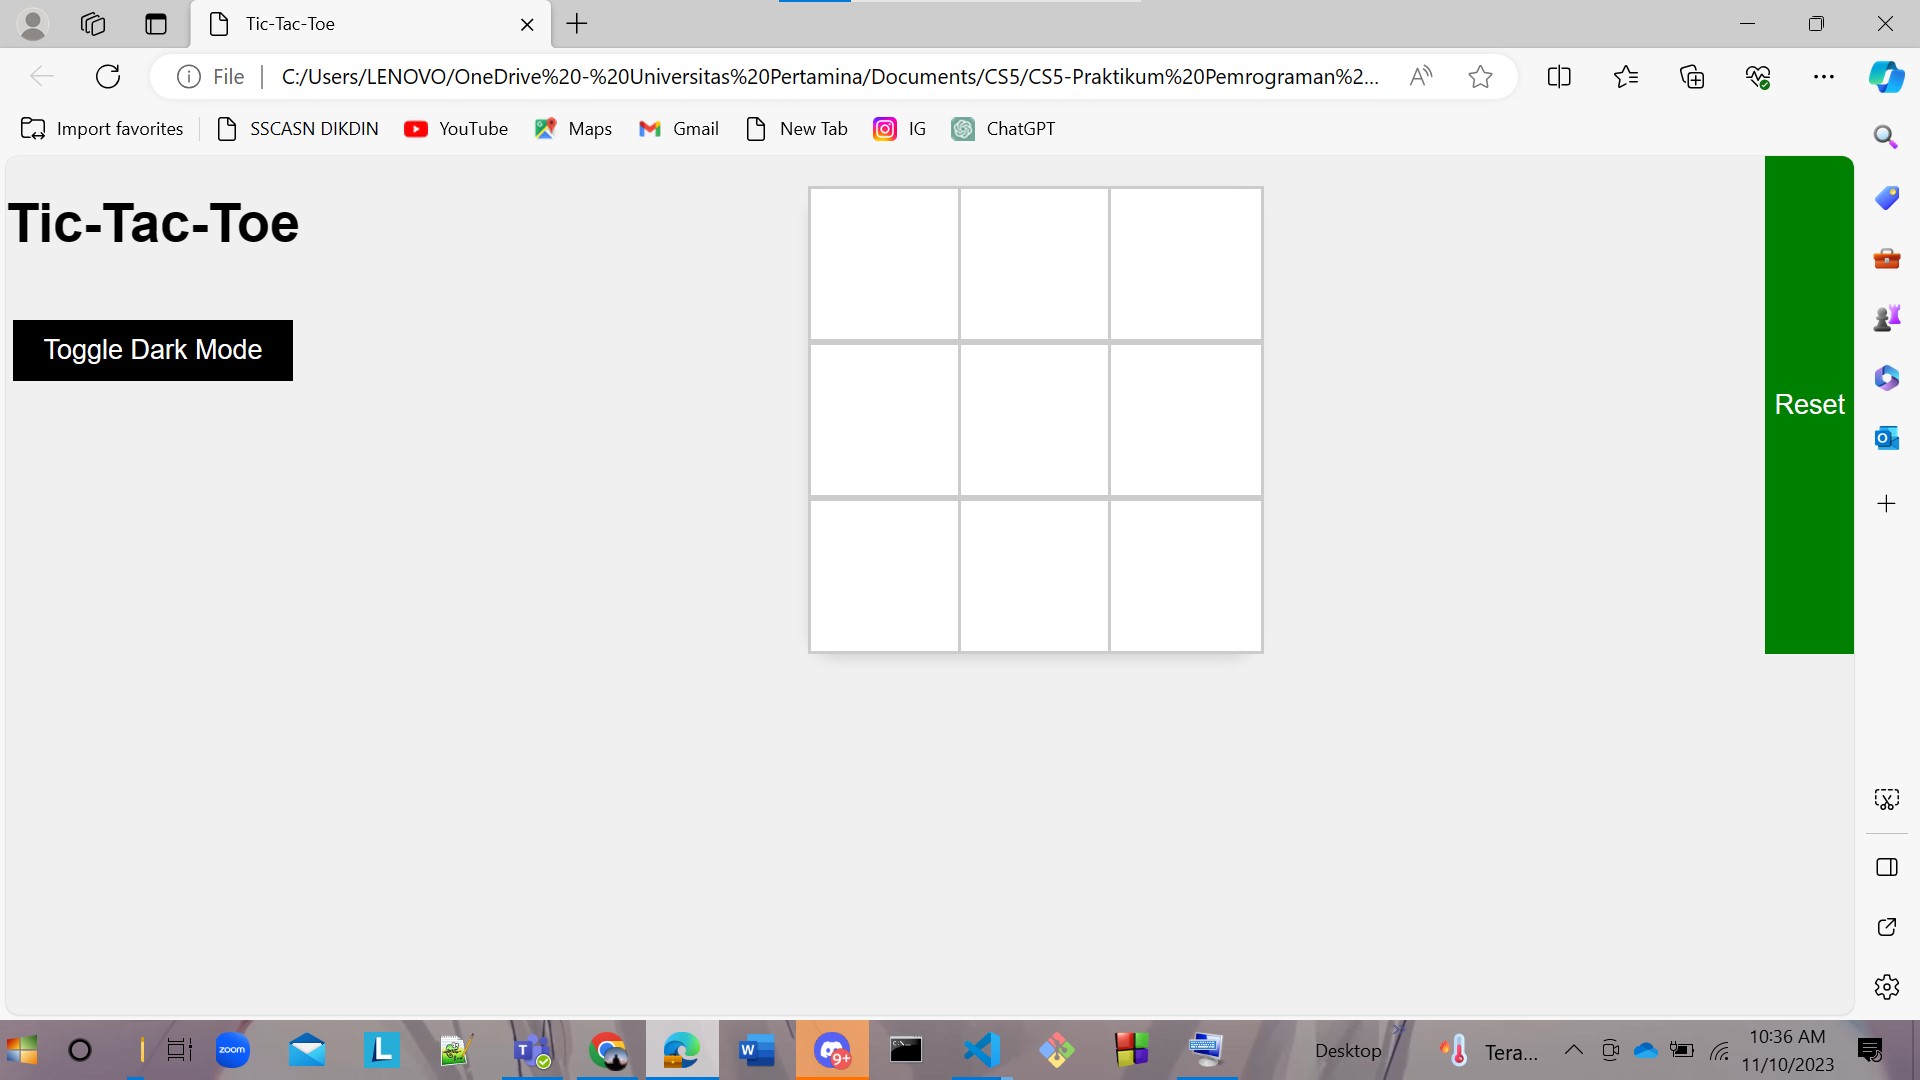 Tic-Tac-Toe
File
C:/Users/LENOVO/OneDrive%20-%20Universitas%20Pertamina/Documents/CS5/CS5-Praktikum%20Pemrograman%2...
Import favorites
SSCASN DIKDIN
YouTube
Maps
Gmail
New Tab
IG
ChatGPT
Tic-Tac-Toe
Toggle Dark Mode
Reset
zoom
L
T
W
9+
Desktop
Tera...
10:36 AM
11/10/2023